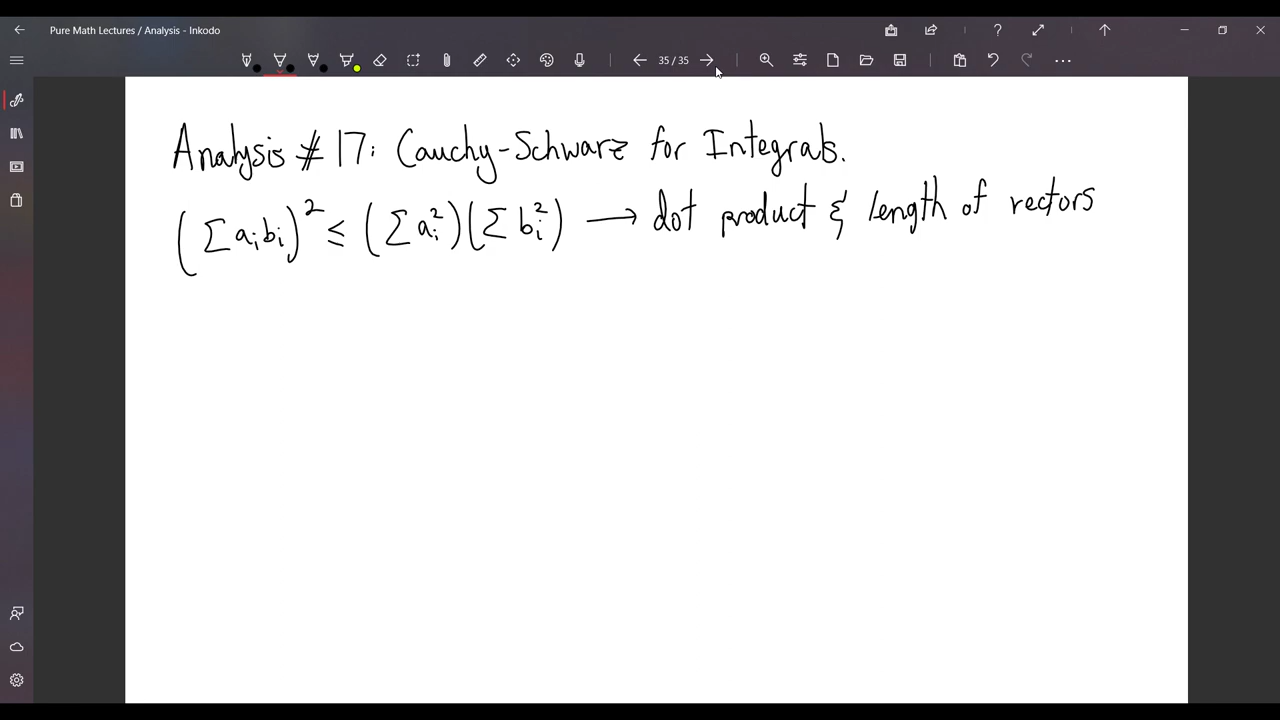 Pure Math Lectures / Analysis - Inkodo
35 / 35
Analysis # 17: Cauchy-Schwarz for Integrals.
(∑ aᵢbᵢ)² ≤ (∑ aᵢ²)(∑ bᵢ²) → dot product & length of vectors